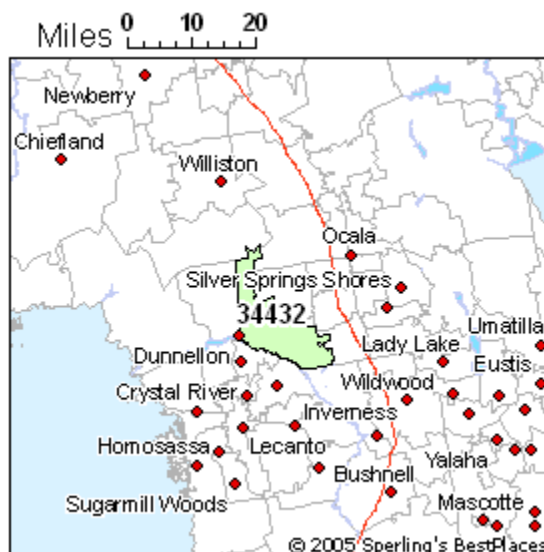 Miles 0 10 20
Newberry
Chiefland
Williston
Ocala
Silver Springs Shores
34432
Umatilla
Dunnellon
Lady Lake
Eustis
Crystal River
Wildwood
Inverness
Homosassa
Lecanto
Yalaha
Bushnell
Sugarmill Woods
Mascotte
© 2005 Sperling's BestPlaces